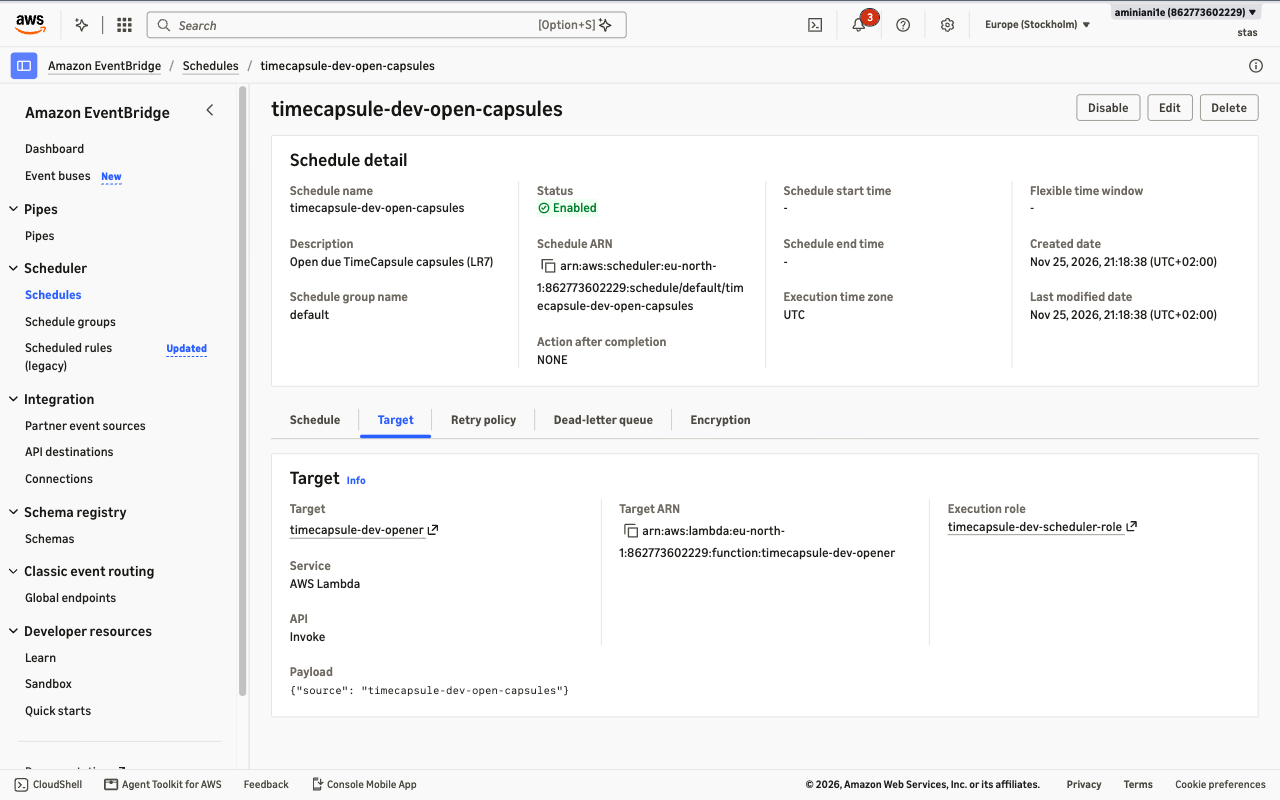 aws
Search
[Option+S]
3
Europe (Stockholm)
aminiani1e (862773602229)
stas
Amazon EventBridge / Schedules / timecapsule-dev-open-capsules
Amazon EventBridge
Dashboard
Event buses New
Pipes
Pipes
Scheduler
Schedules
Schedule groups
Scheduled rules
(legacy)
Updated
Integration
Partner event sources
API destinations
Connections
Schema registry
Schemas
Classic event routing
Global endpoints
Developer resources
Learn
Sandbox
Quick starts
timecapsule-dev-open-capsules
Disable
Edit
Delete
Schedule detail
Schedule name
timecapsule-dev-open-capsules
Description
Open due TimeCapsule capsules (LR7)
Schedule group name
default
Status
Enabled
Schedule ARN
arn:aws:scheduler:eu-north-
1:862773602229:schedule/default/tim
ecapsule-dev-open-capsules
Action after completion
NONE
Schedule start time
-
Schedule end time
-
Execution time zone
UTC
Flexible time window
-
Created date
Nov 25, 2026, 21:18:38 (UTC+02:00)
Last modified date
Nov 25, 2026, 21:18:38 (UTC+02:00)
Schedule
Target
Retry policy
Dead-letter queue
Encryption
Target Info
Target
timecapsule-dev-opener
Service
AWS Lambda
API
Invoke
Payload
{"source": "timecapsule-dev-open-capsules"}
Target ARN
arn:aws:lambda:eu-north-
1:862773602229:function:timecapsule-dev-opener
Execution role
timecapsule-dev-scheduler-role
CloudShell
Agent Toolkit for AWS
Feedback
Console Mobile App
© 2026, Amazon Web Services, Inc. or its affiliates.
Privacy
Terms
Cookie preferences